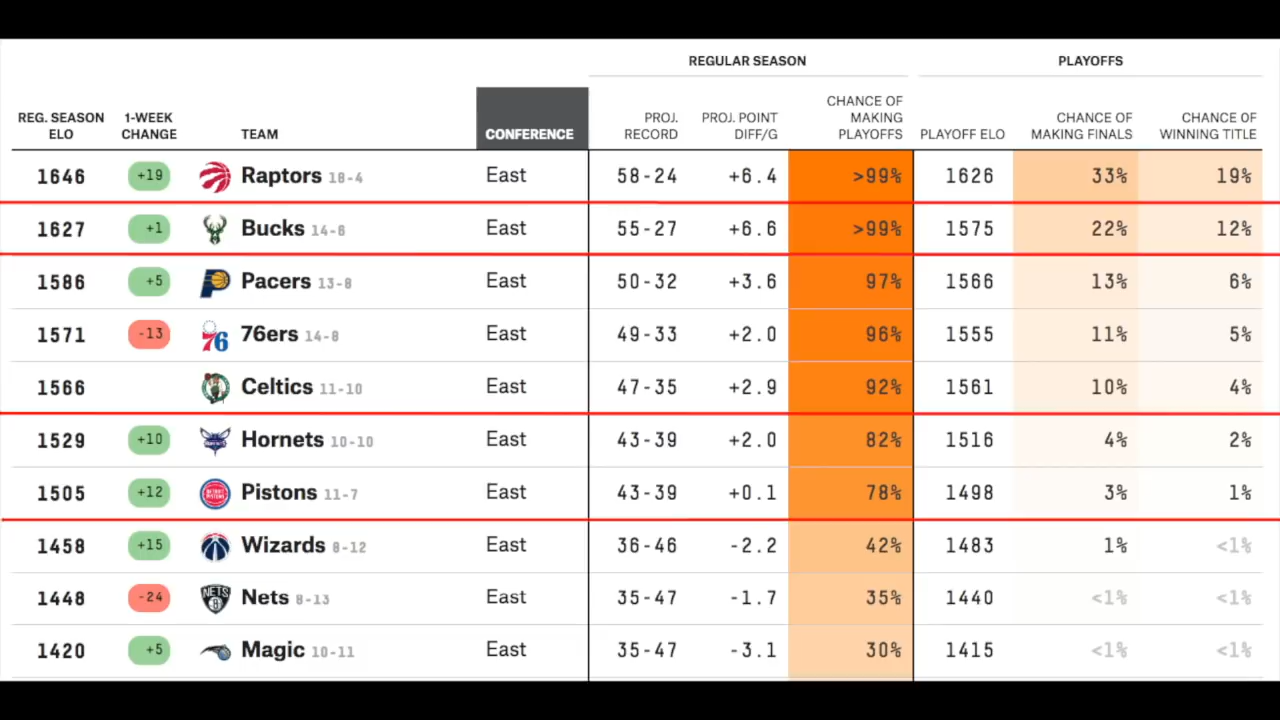 REGULAR SEASON PLAYOFFS
REG. SEASON ELO 1-WEEK CHANGE TEAM CONFERENCE PROJ. RECORD PROJ. POINT DIFF/G CHANCE OF MAKING PLAYOFFS PLAYOFF ELO CHANCE OF MAKING FINALS CHANCE OF WINNING TITLE
1646 +19 Raptors 18-4 East 58-24 +6.4 >99% 1626 33% 19%
1627 +1 Bucks 14-6 East 55-27 +6.6 >99% 1575 22% 12%
1586 +5 Pacers 13-8 East 50-32 +3.6 97% 1566 13% 6%
1571 -13 76 76ers 14-8 East 49-33 +2.0 96% 1555 11% 5%
1566 Celtics 11-10 East 47-35 +2.9 92% 1561 10% 4%
1529 +10 Hornets 10-10 East 43-39 +2.0 82% 1516 4% 2%
1505 +12 Pistons 11-7 East 43-39 +0.1 78% 1498 3% 1%
1458 +15 Wizards 8-12 East 36-46 -2.2 42% 1483 1% <1%
1448 -24 NETS Nets 8-13 East 35-47 -1.7 35% 1440 <1% <1%
1420 +5 Magic 10-11 East 35-47 -3.1 30% 1415 <1% <1%